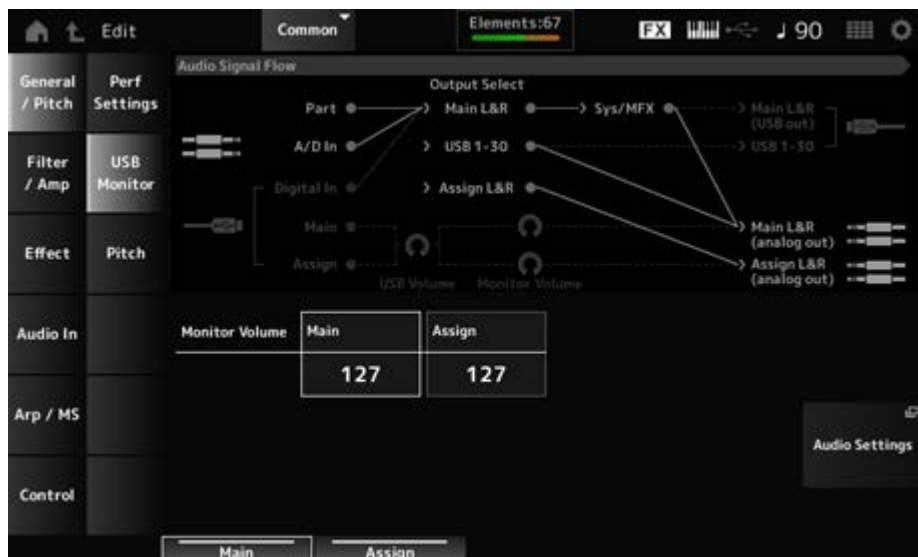 Edit
Common
Elements:67
FX
♩ 90
General
/ Pitch
Perf
Settings
Filter
/ Amp
USB
Monitor
Effect
Pitch
Audio In
Arp / MS
Control
Audio Signal Flow
Output Select
Part
Main L&R
Sys/MFX
Main L&R
(USB out)
A/D In
USB 1-30
USB 1-30
Digital In
Assign L&R
Main
Main L&R
(analog out)
Assign
Assign L&R
(analog out)
USB Volume
Monitor Volume
Monitor Volume
Main
Assign
127
127
Audio Settings
Main
Assign